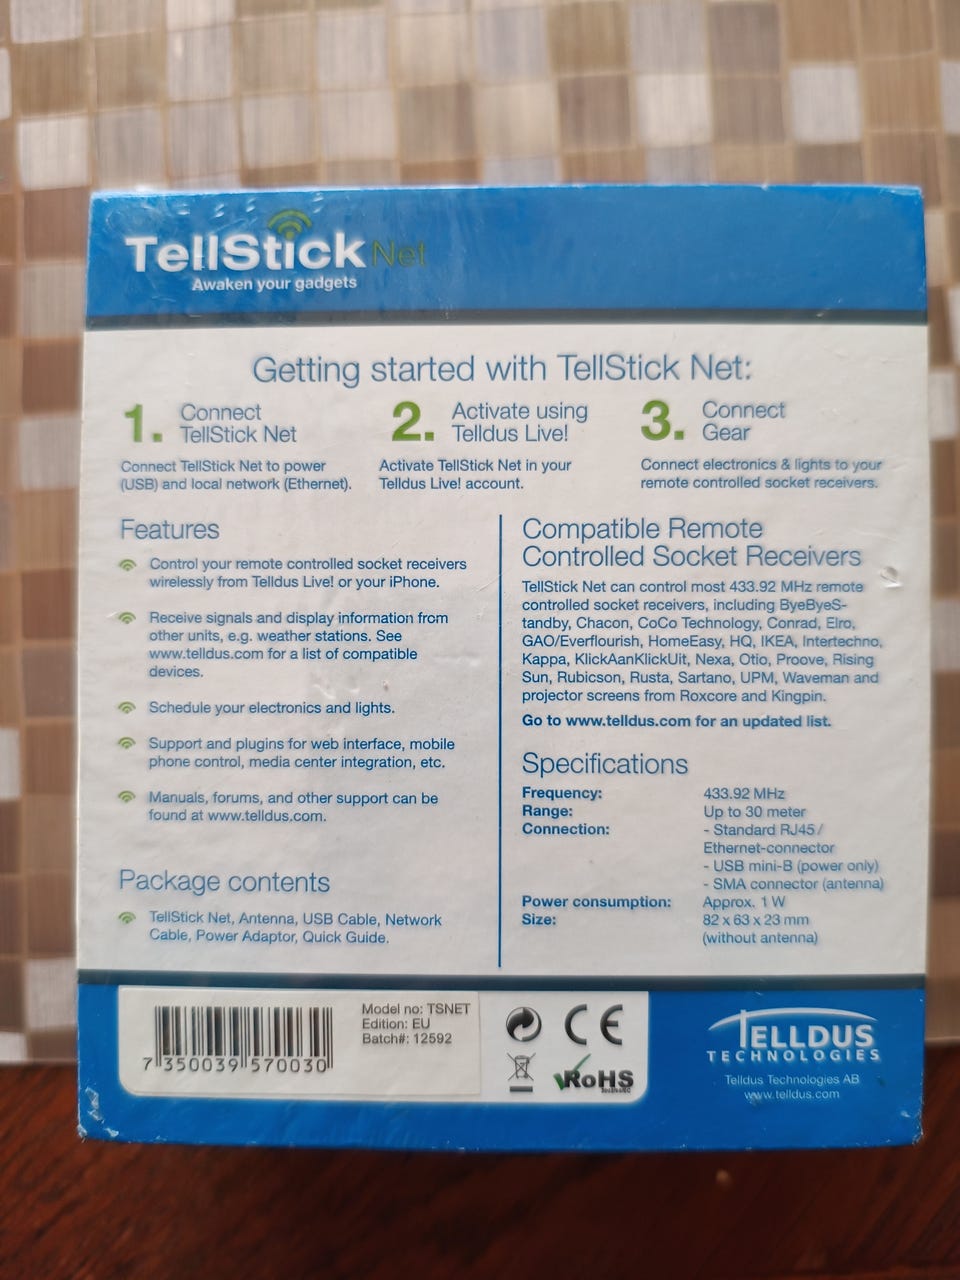 TellStick Net
Awaken your gadgets
Getting started with TellStick Net:
1. Connect
TellStick Net
Connect TellStick Net to power
(USB) and local network (Ethernet).
2. Activate using
Telldus Live!
Activate TellStick Net in your
Telldus Live! account.
3. Connect
Gear
Connect electronics & lights to your
remote controlled socket receivers.
Features
Control your remote controlled socket receivers
wirelessly from Telldus Live! or your iPhone.
Receive signals and display information from
other units, e.g. weather stations. See
www.telldus.com for a list of compatible
devices.
Schedule your electronics and lights.
Support and plugins for web interface, mobile
phone control, media center integration, etc.
Manuals, forums, and other support can be
found at www.telldus.com.
Package contents
TellStick Net, Antenna, USB Cable, Network
Cable, Power Adaptor, Quick Guide.
Compatible Remote
Controlled Socket Receivers
TellStick Net can control most 433.92 MHz remote
controlled socket receivers, including ByeByeS-
tandby, Chacon, CoCo Technology, Conrad, Elro,
GAO/Everflourish, HomeEasy, HQ, IKEA, Intertechno,
Kappa, KlickAanKlickUit, Nexa, Otio, Proove, Rising
Sun, Rubicson, Rusta, Sartano, UPM, Waveman and
projector screens from Roxcore and Kingpin.
Go to www.telldus.com for an updated list.
Specifications
Frequency: 433.92 MHz
Range: Up to 30 meter
Connection: - Standard RJ45 /
Ethernet-connector
- USB mini-B (power only)
- SMA connector (antenna)
Power consumption: Approx. 1 W
Size: 82 x 63 x 23 mm
(without antenna)
7 350039 570030
Model no: TSNET
Edition: EU
Batch#: 12592
CE
RoHS
TELLDUS
TECHNOLOGIES
Telldus Technologies AB
www.telldus.com